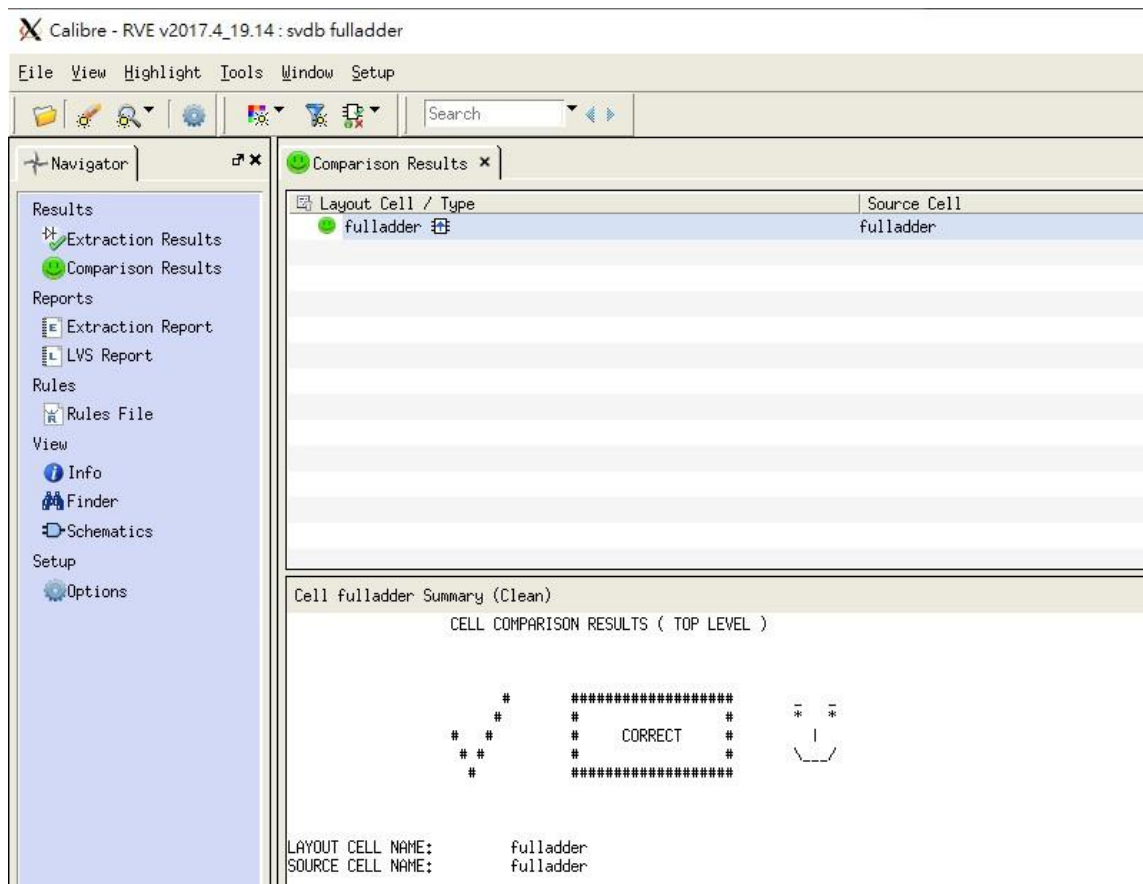 Calibre - RVE v2017.4_19.14 : svdb fulladder
File View Highlight Tools Window Setup
Search
Navigator
Comparison Results
Results
Extraction Results
Comparison Results
Reports
Extraction Report
LVS Report
Rules
Rules File
View
Info
Finder
Schematics
Setup
Options
Layout Cell / Type Source Cell
fulladder fulladder
Cell fulladder Summary (Clean)
CELL COMPARISON RESULTS ( TOP LEVEL )
# ################### _ _
# # # * *
# # # CORRECT # |
# # # # \___/
# ###################
LAYOUT CELL NAME: fulladder
SOURCE CELL NAME: fulladder